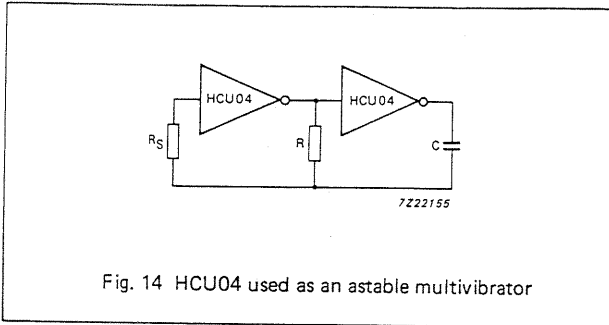 HCU04
HCU04
RS
R
C
7Z22155
Fig. 14 HCU04 used as an astable multivibrator